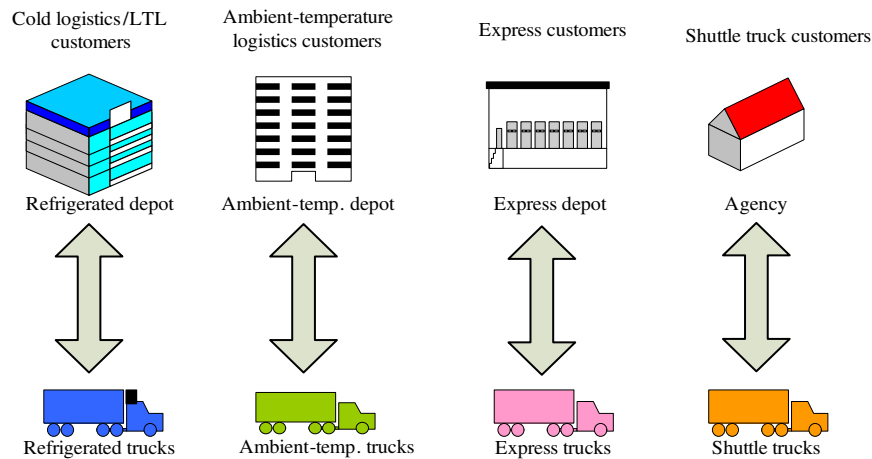 Cold logistics/LTL
customers
Ambient-temperature
logistics customers
Express customers
Shuttle truck customers
Refrigerated depot
Ambient-temp. depot
Express depot
Agency
Refrigerated trucks
Ambient-temp. trucks
Express trucks
Shuttle trucks